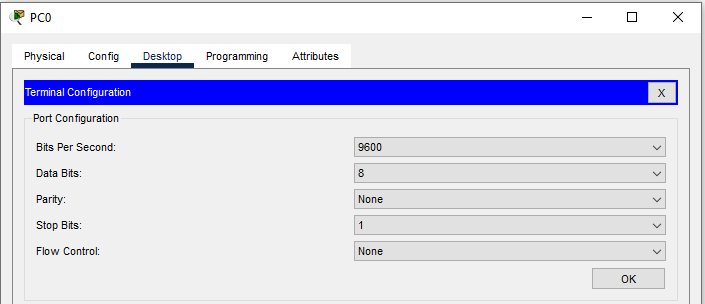 PC0
Physical Config Desktop Programming Attributes
Terminal Configuration X
Port Configuration
Bits Per Second: 9600
Data Bits: 8
Parity: None
Stop Bits: 1
Flow Control: None
OK